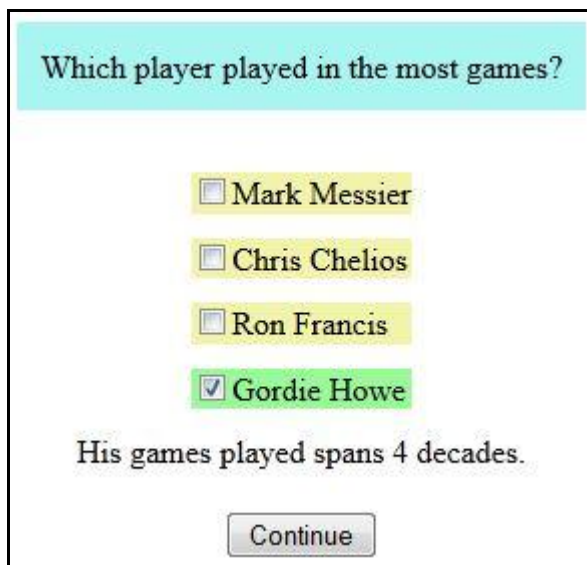 Which player played in the most games?
Mark Messier
Chris Chelios
Ron Francis
Gordie Howe
His games played spans 4 decades.
Continue